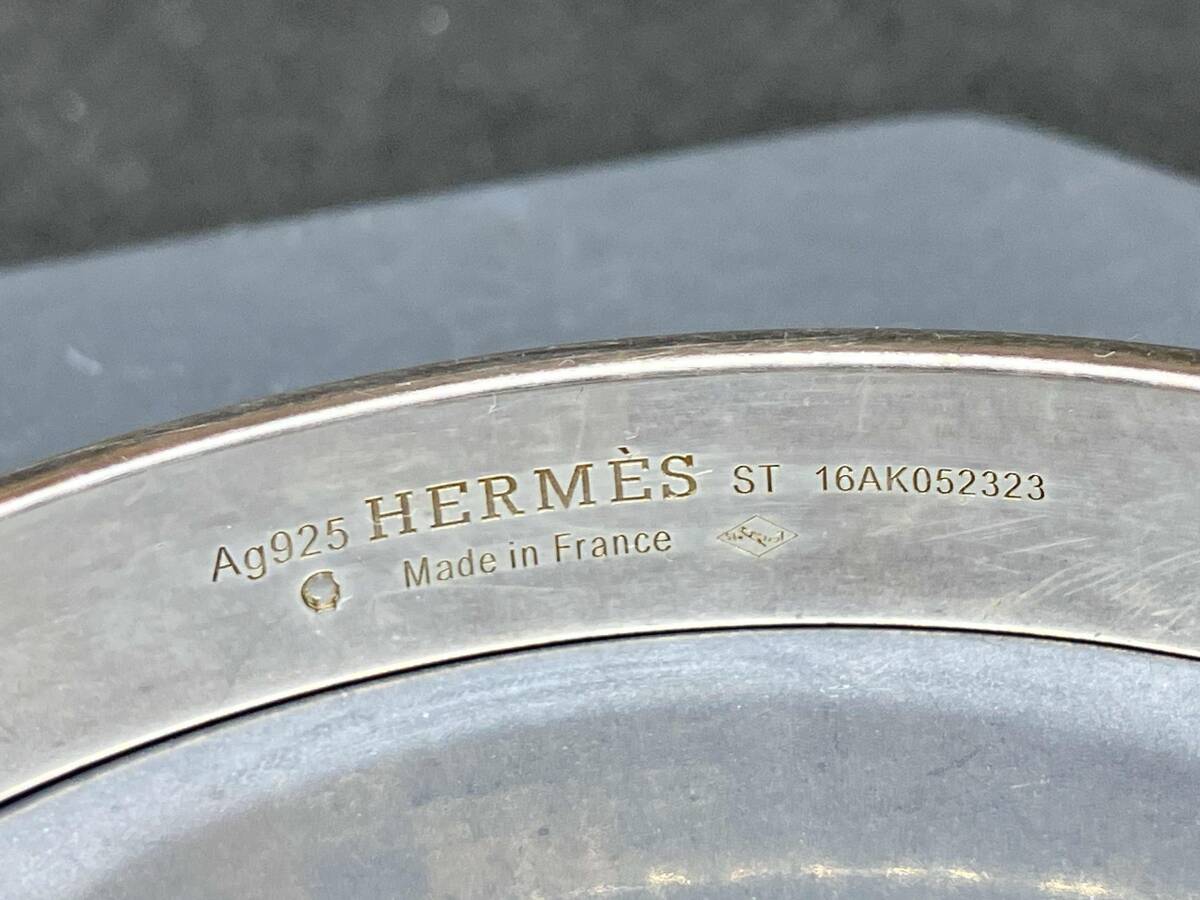 Ag925 HERMÈS ST 16AK052323
Made in France